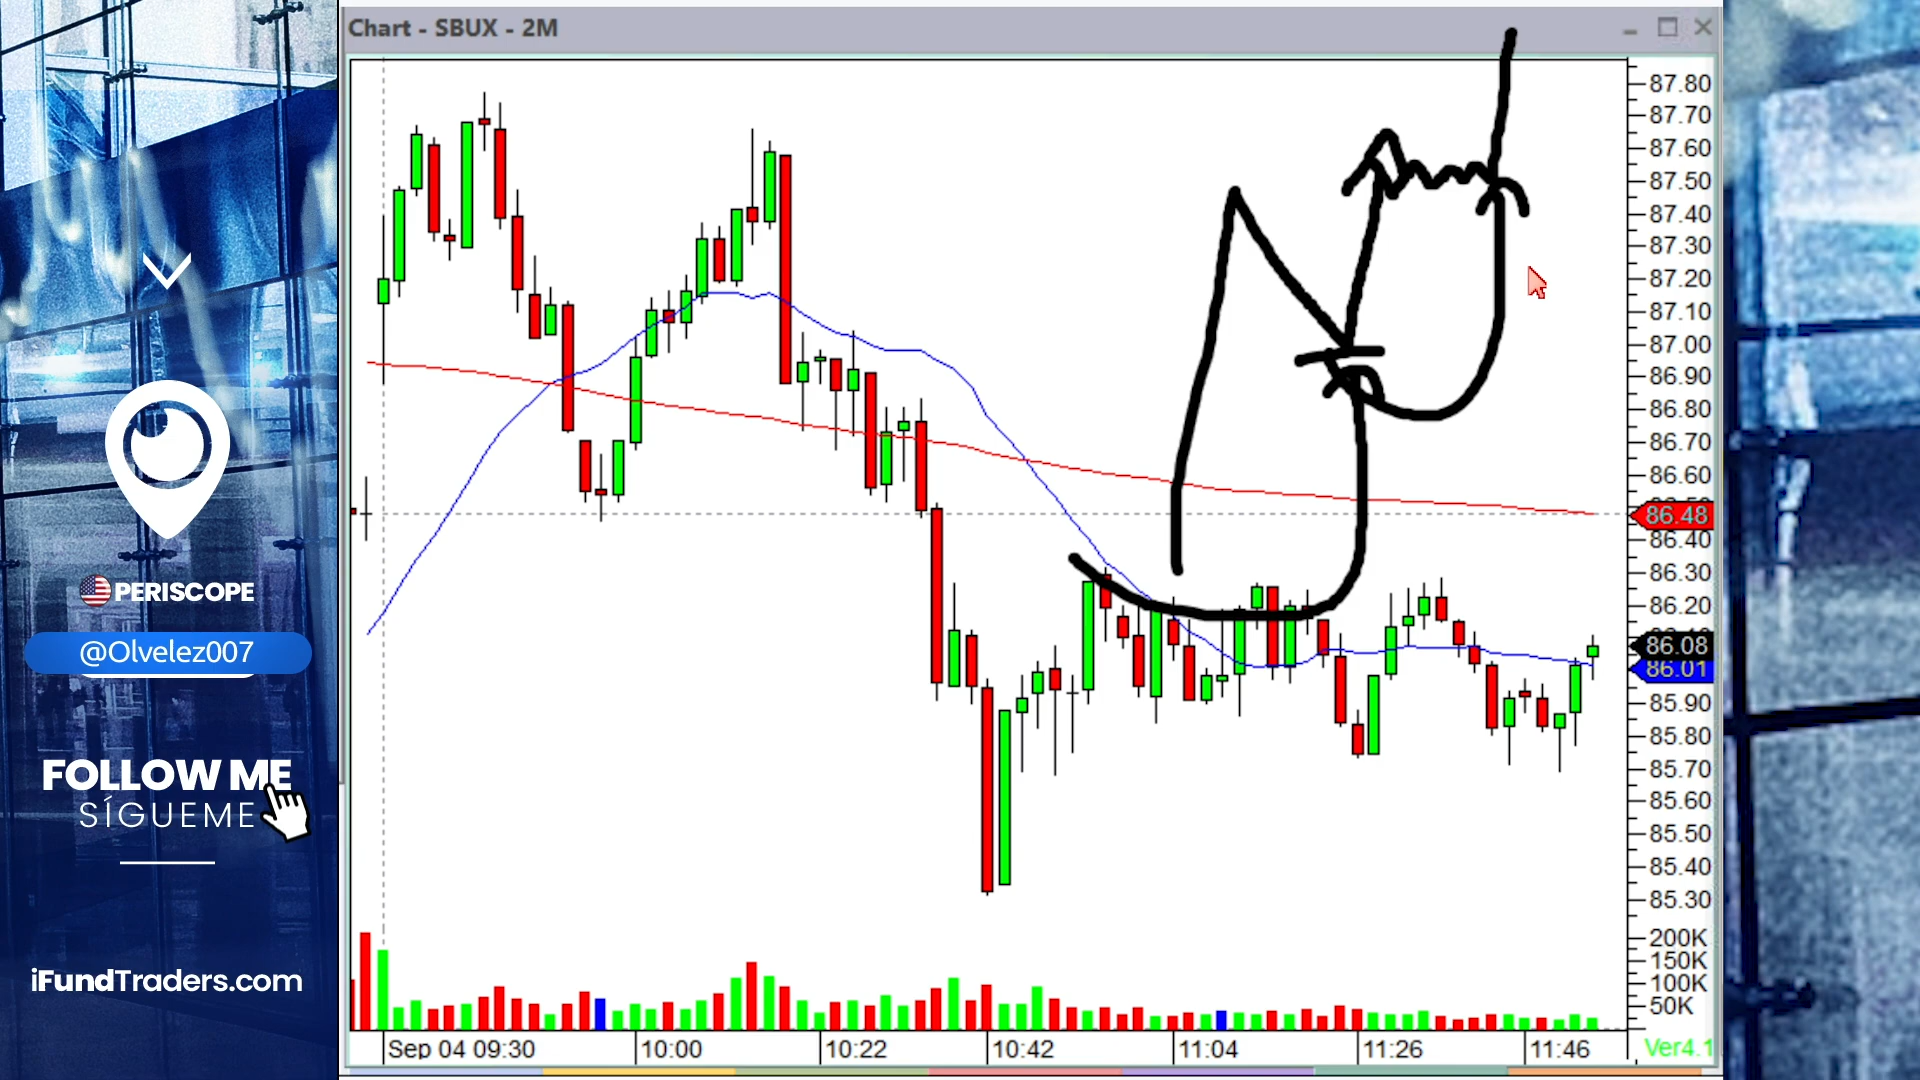 Chart - SBUX - 2M
87.80
87.70
87.60
87.50
87.40
87.30
87.20
87.10
87.00
86.90
86.80
86.70
86.60
86.48
86.40
86.30
86.20
86.08
86.01
85.90
85.80
85.70
85.60
85.50
85.40
85.30
200K
150K
100K
50K
Sep 04 09:30
10:00
10:22
10:42
11:04
11:26
11:46
Ver4.1
PERISCOPE
@Olvelez007
FOLLOW ME
SÍGUEME
iFundTraders.com